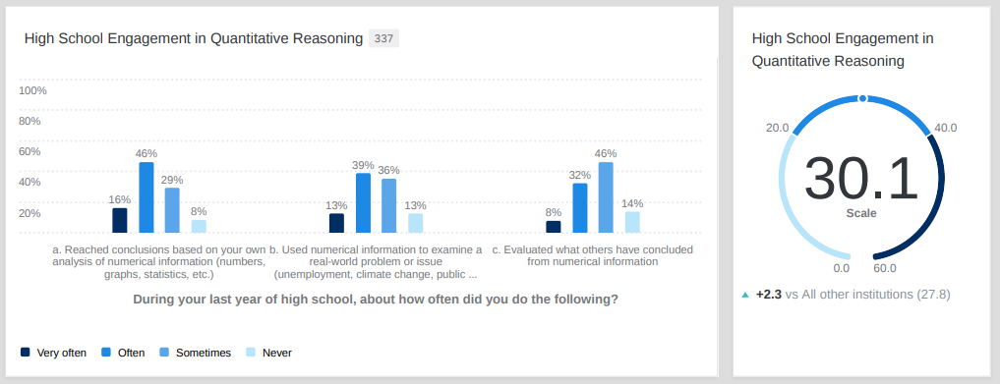 High School Engagement in Quantitative Reasoning 337
100%
80%
60%
40%
20%
16%
46%
29%
8%
13%
39%
36%
13%
8%
32%
46%
14%
a. Reached conclusions based on your own
analysis of numerical information (numbers,
graphs, statistics, etc.)
b. Used numerical information to examine a
real-world problem or issue
(unemployment, climate change, public ...
c. Evaluated what others have concluded
from numerical information
During your last year of high school, about how often did you do the following?
Very often Often Sometimes Never
High School Engagement in
Quantitative Reasoning
20.0
40.0
30.1
Scale
0.0
60.0
+2.3 vs All other institutions (27.8)